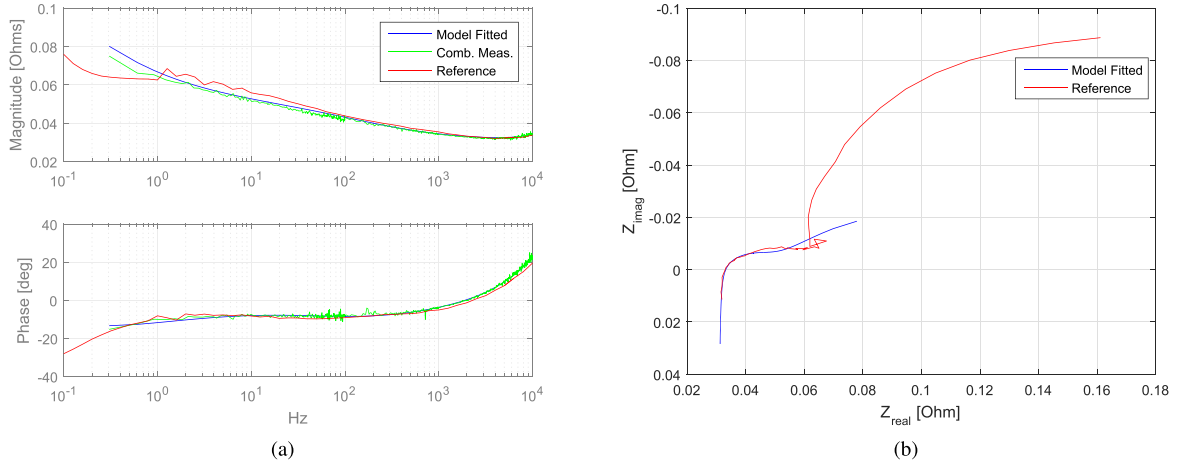 0.1
0.08
0.06
0.04
0.02
Magnitude [Ohms]
Model Fitted
Comb. Meas.
Reference
10^-1 10^0 10^1 10^2 10^3 10^4
40
20
0
-20
-40
Phase [deg]
10^-1 10^0 10^1 10^2 10^3 10^4
Hz
(a)
-0.1
-0.08
-0.06
-0.04
-0.02
0
0.02
0.04
Z_imag [Ohm]
Model Fitted
Reference
0.02 0.04 0.06 0.08 0.1 0.12 0.14 0.16 0.18
Z_real [Ohm]
(b)